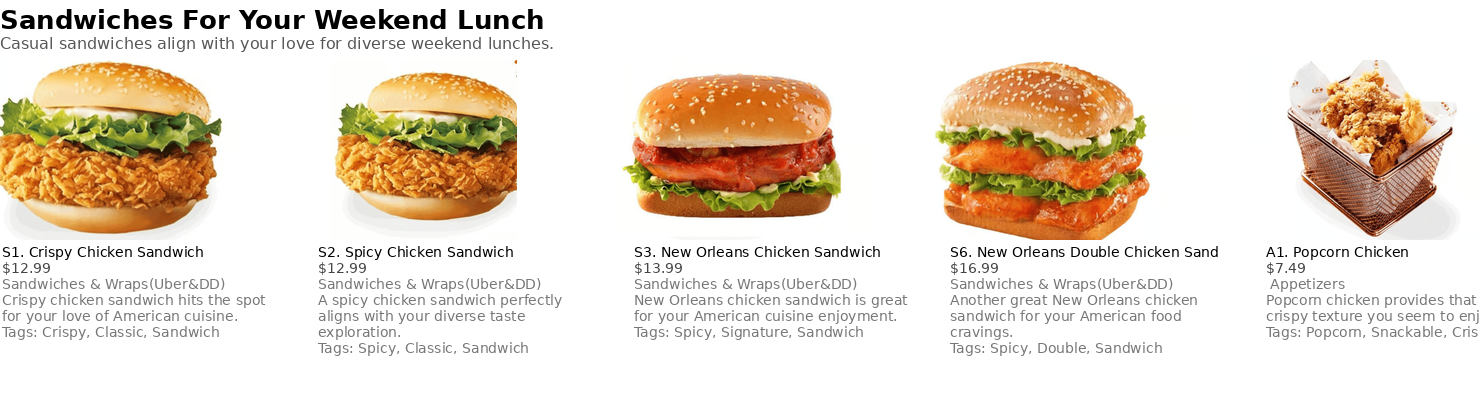 Sandwiches For Your Weekend Lunch
Casual sandwiches align with your love for diverse weekend lunches.
S1. Crispy Chicken Sandwich
$12.99
Sandwiches & Wraps(Uber&DD)
Crispy chicken sandwich hits the spot
for your love of American cuisine.
Tags: Crispy, Classic, Sandwich
S2. Spicy Chicken Sandwich
$12.99
Sandwiches & Wraps(Uber&DD)
A spicy chicken sandwich perfectly
aligns with your diverse taste
exploration.
Tags: Spicy, Classic, Sandwich
S3. New Orleans Chicken Sandwich
$13.99
Sandwiches & Wraps(Uber&DD)
New Orleans chicken sandwich is great
for your American cuisine enjoyment.
Tags: Spicy, Signature, Sandwich
S6. New Orleans Double Chicken Sand
$16.99
Sandwiches & Wraps(Uber&DD)
Another great New Orleans chicken
sandwich for your American food
cravings.
Tags: Spicy, Double, Sandwich
A1. Popcorn Chicken
$7.49
Appetizers
Popcorn chicken provides that
crispy texture you seem to enj
Tags: Popcorn, Snackable, Cris